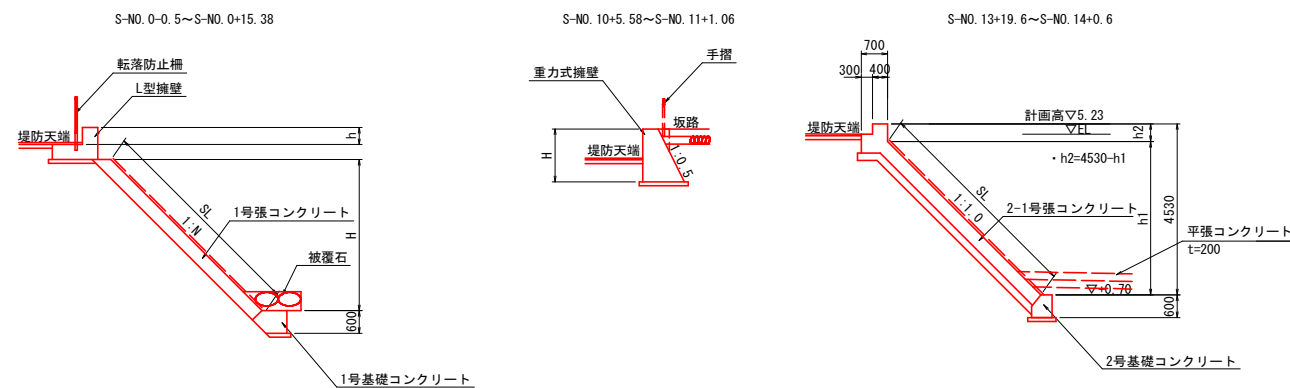 S-NO.0-0.5～S-NO.0+15.38
転落防止柵
L型擁壁
堤防天端
h
SL
1:N
1号張コンクリート
H
被覆石
600
1号基礎コンクリート
S-NO.10+5.58～S-NO.11+1.06
手摺
重力式擁壁
坂路
堤防天端
H
1:0.5
S-NO.13+19.6～S-NO.14+0.6
700
300
400
計画高▽5.23
堤防天端
▽EL
h2
・h2=4530-h1
SL
1:1.0
2-1号張コンクリート
h1
4530
平張コンクリート
t=200
▽+0.70
600
2号基礎コンクリート